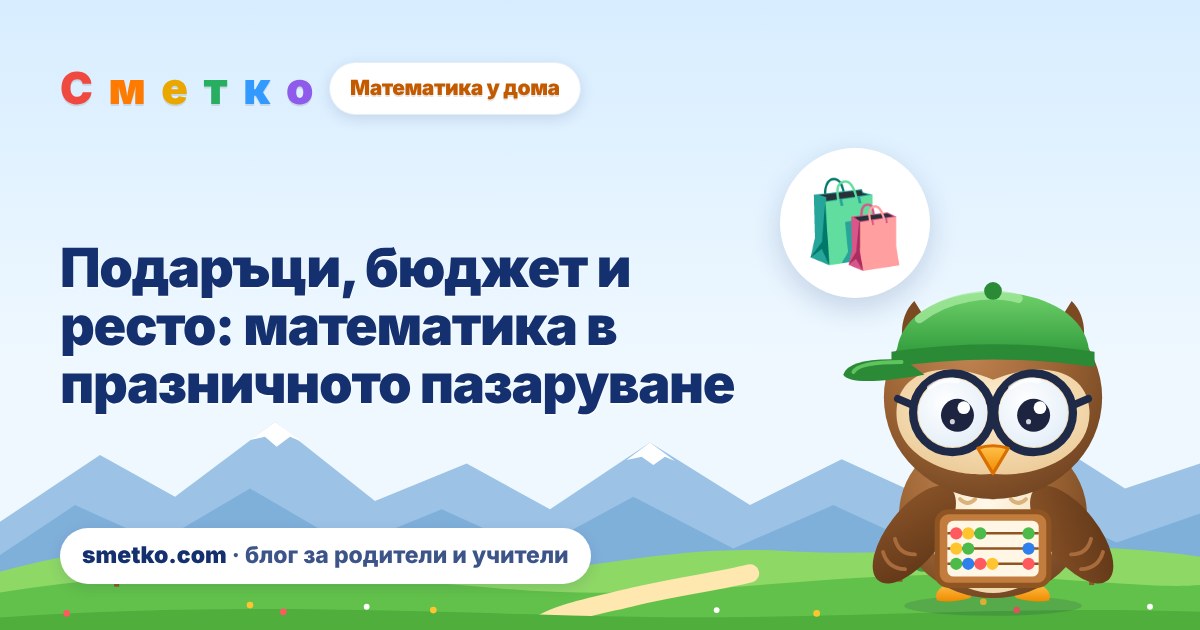 Сметко
Математика у дома
Подаръци, бюджет и
ресто: математика в
празничното пазаруване
smetko.com · блог за родители и учители